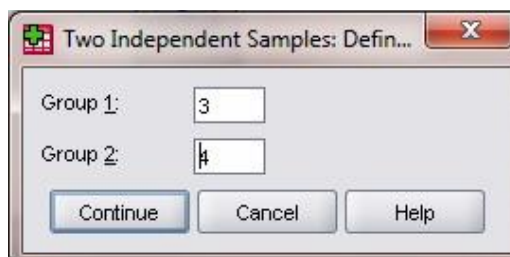 Two Independent Samples: Defin...
Group 1: 3
Group 2: 4
Continue Cancel Help